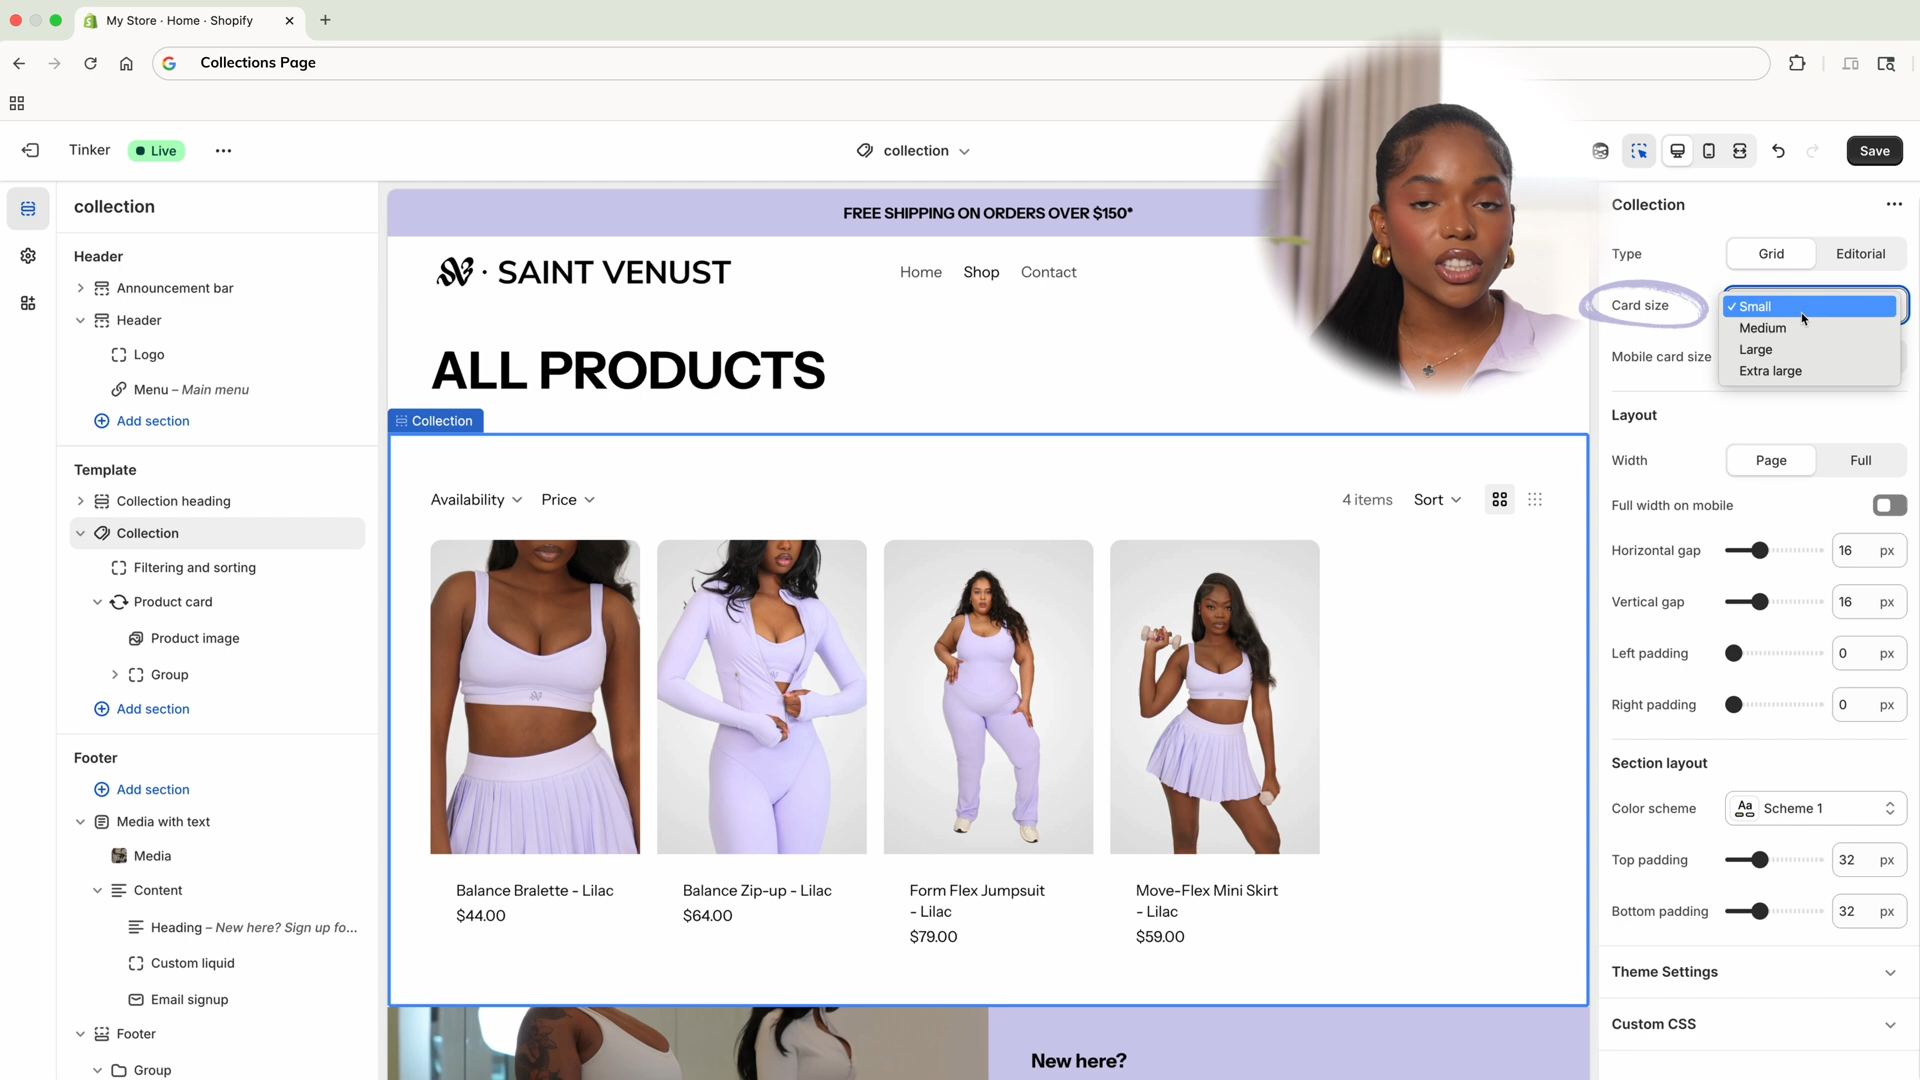 My Store · Home · Shopify
Collections Page
Tinker
Live
collection
Save
collection
Header
Announcement bar
Header
Logo
Menu – Main menu
Add section
Template
Collection heading
Collection
Filtering and sorting
Product card
Product image
Group
Add section
Footer
Add section
Media with text
Media
Content
Heading – New here? Sign up fo...
Custom liquid
Email signup
Footer
Group
FREE SHIPPING ON ORDERS OVER $150*
SAINT VENUST
Home Shop Contact
ALL PRODUCTS
Collection
Availability Price 4 items Sort
Balance Bralette - Lilac
$44.00
Balance Zip-up - Lilac
$64.00
Form Flex Jumpsuit
- Lilac
$79.00
Move-Flex Mini Skirt
- Lilac
$59.00
New here?
Collection
Type Grid Editorial
Card size
Small
Medium
Large
Extra large
Mobile card size
Layout
Width Page Full
Full width on mobile
Horizontal gap 16 px
Vertical gap 16 px
Left padding 0 px
Right padding 0 px
Section layout
Color scheme Aa Scheme 1
Top padding 32 px
Bottom padding 32 px
Theme Settings
Custom CSS